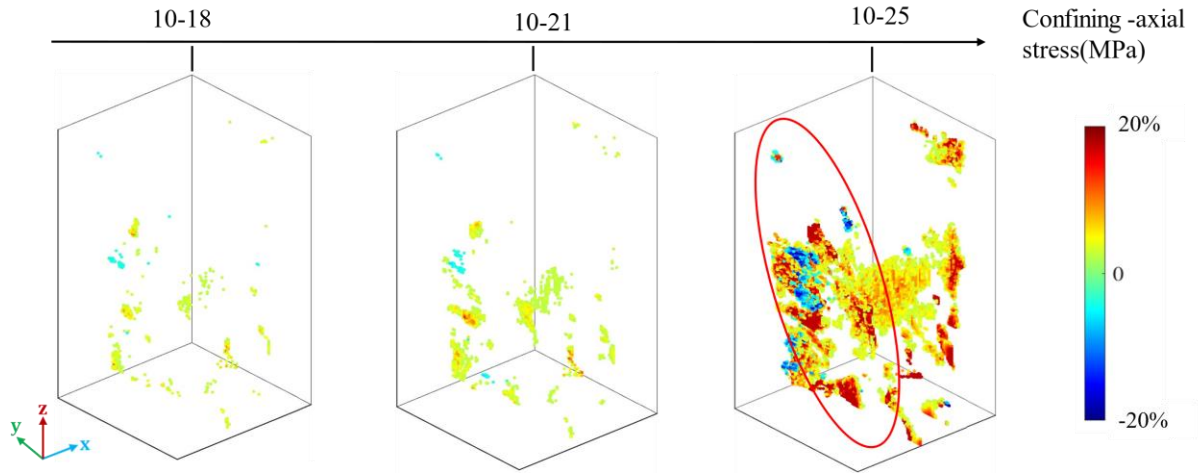 10-18
10-21
10-25
Confining -axial
stress(MPa)
20%
0
-20%
z
y
x